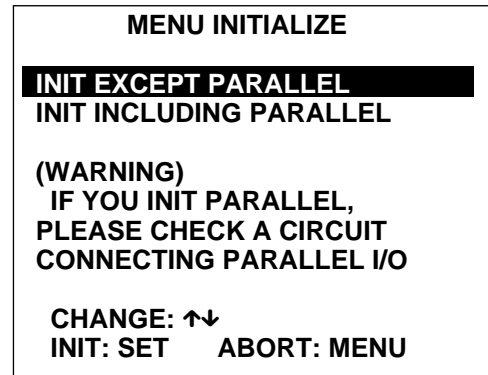 MENU INITIALIZE
INIT EXCEPT PARALLEL
INIT INCLUDING PARALLEL
(WARNING)
IF YOU INIT PARALLEL,
PLEASE CHECK A CIRCUIT
CONNECTING PARALLEL I/O
CHANGE: ↑↓
INIT: SET ABORT: MENU